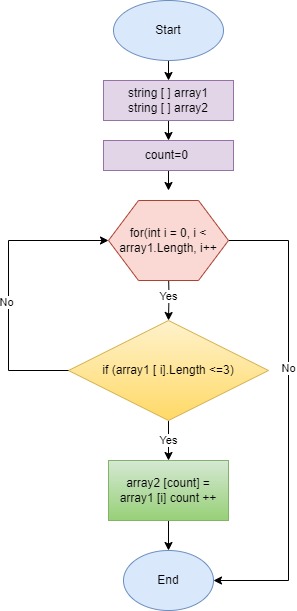 Start
string [ ] array1
string [ ] array2
count=0
for(int i = 0, i <
array1.Length, i++
Yes
No
if (array1 [ i].Length <=3)
No
Yes
array2 [count] =
array1 [i] count ++
End